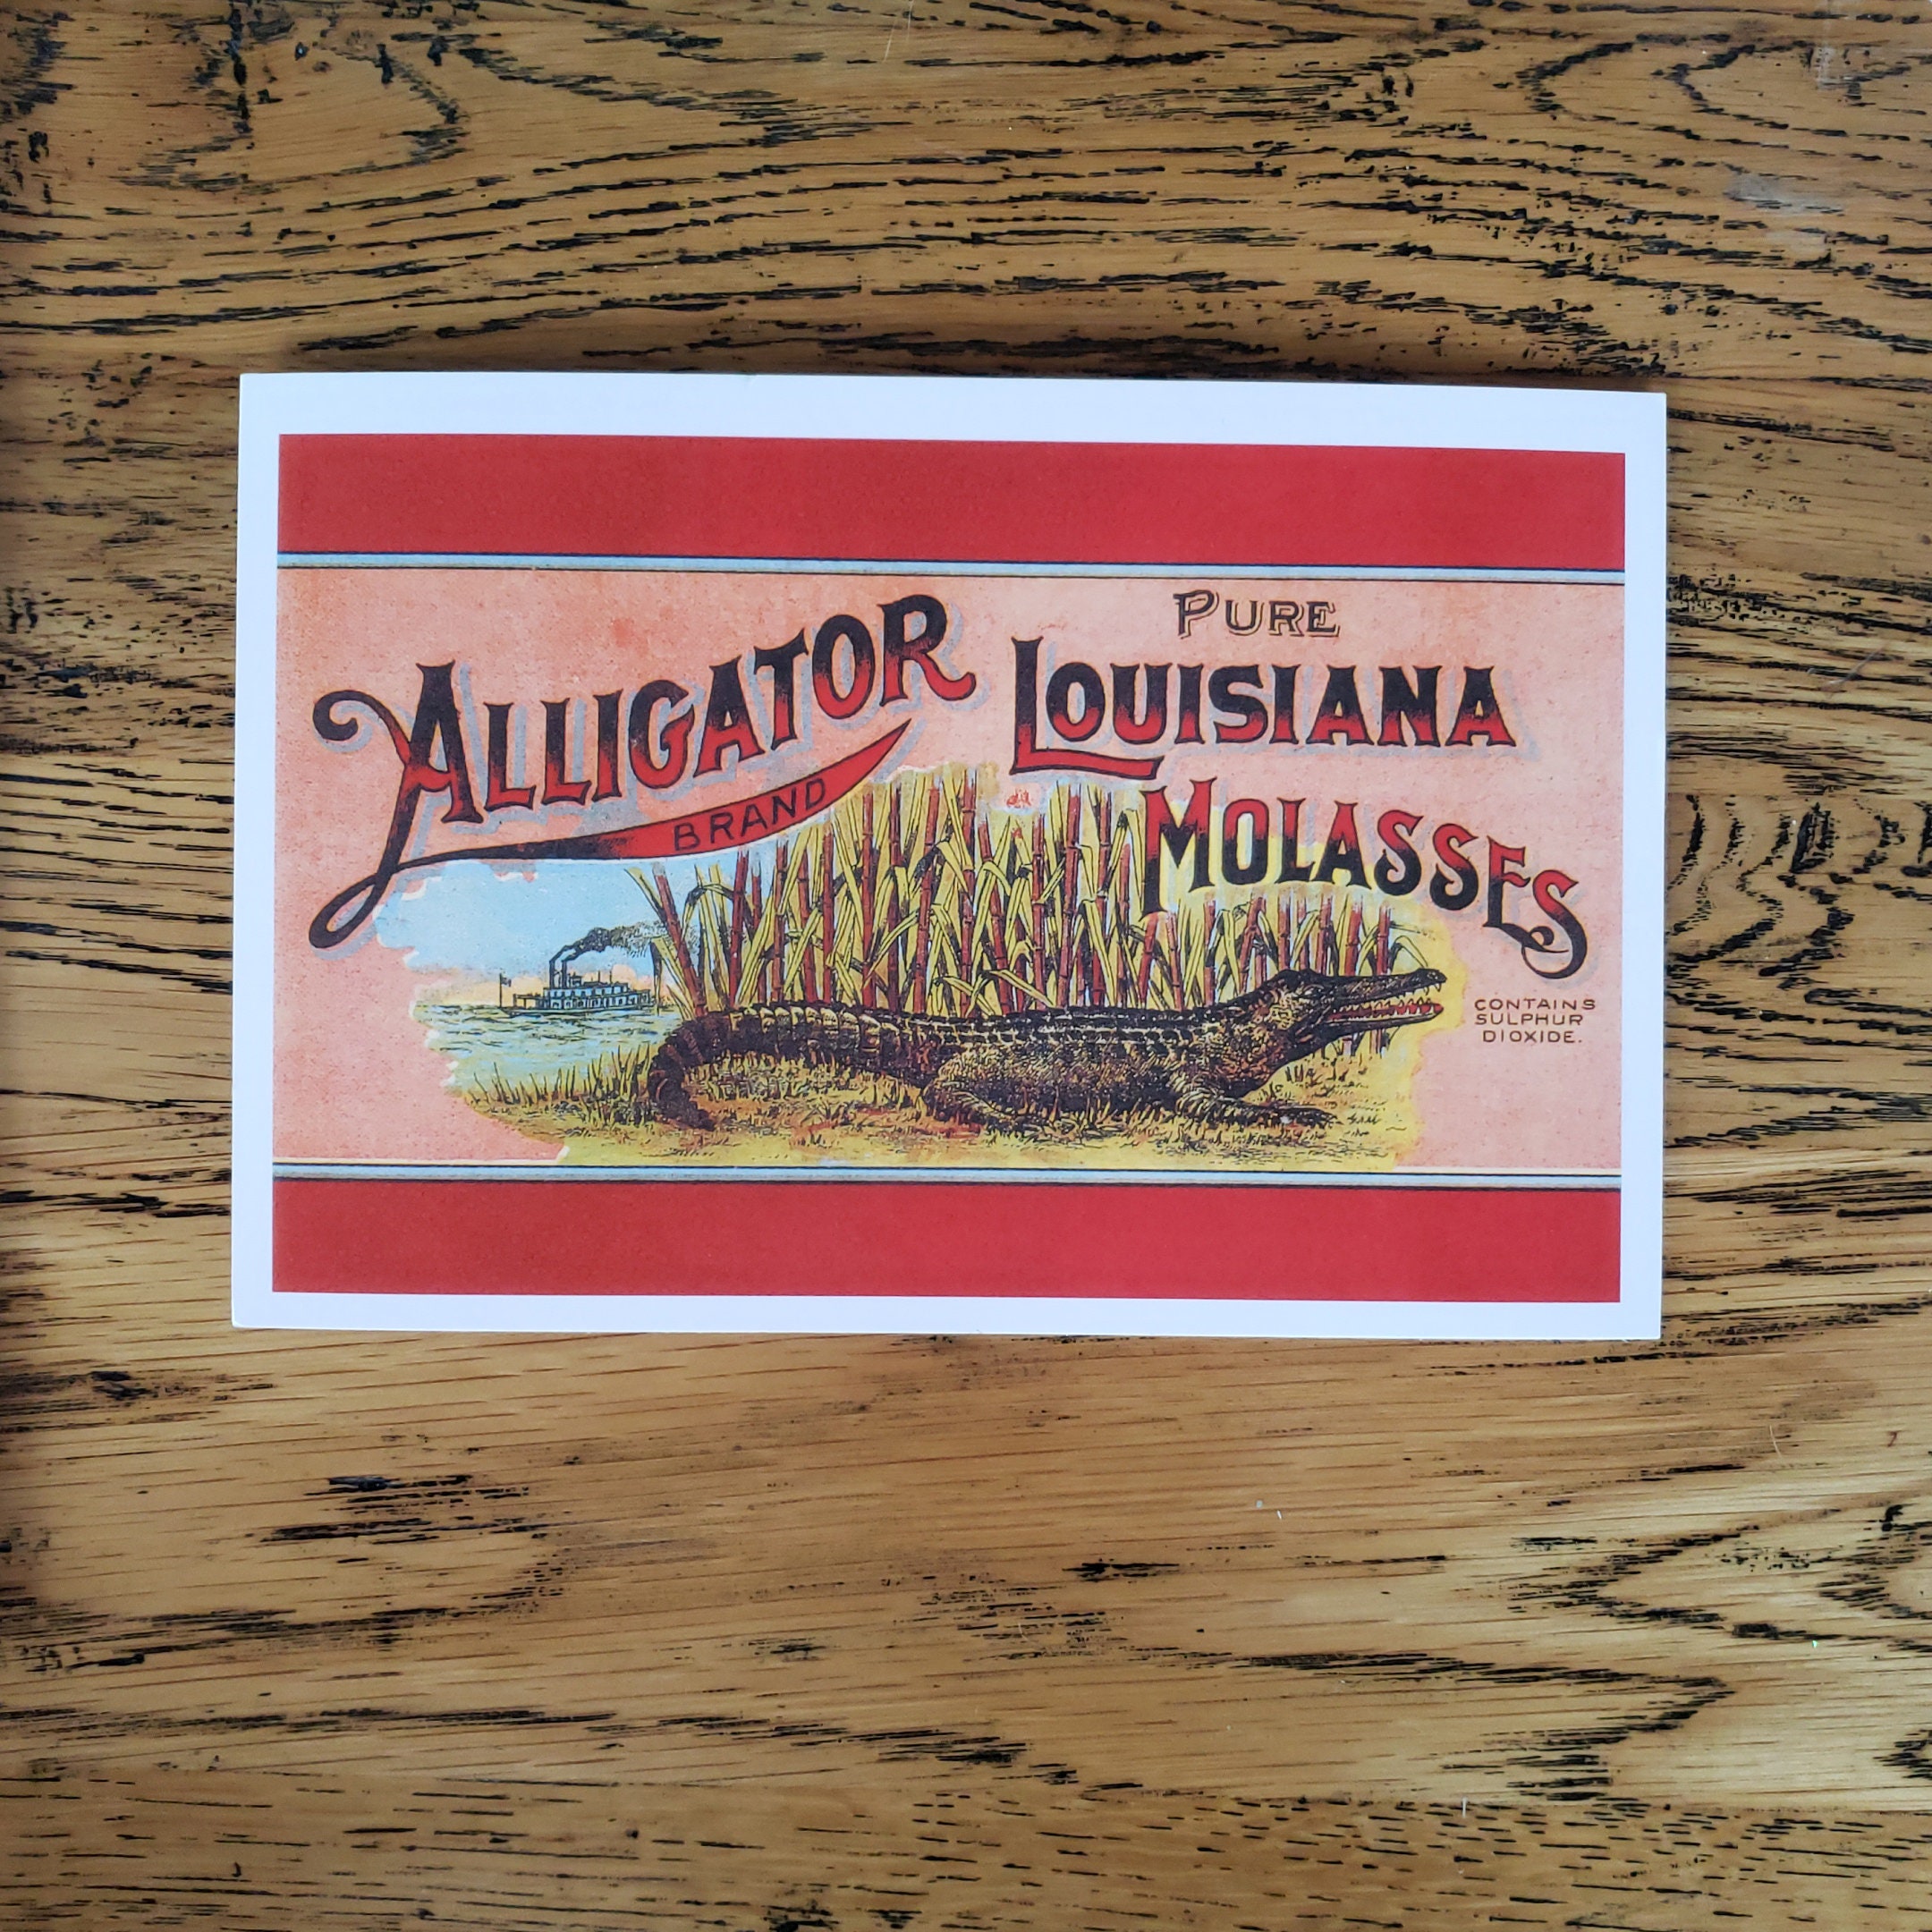 ALLIGATOR
BRAND
PURE
LOUISIANA
MOLASSES
CONTAINS
SULPHUR
DIOXIDE.